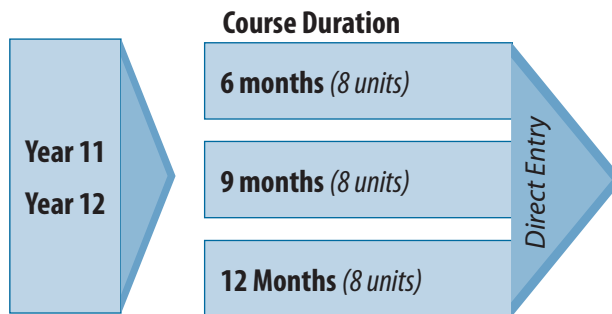 Course Duration
Year 11
Year 12
6 months (8 units)
9 months (8 units)
12 Months (8 units)
Direct Entry